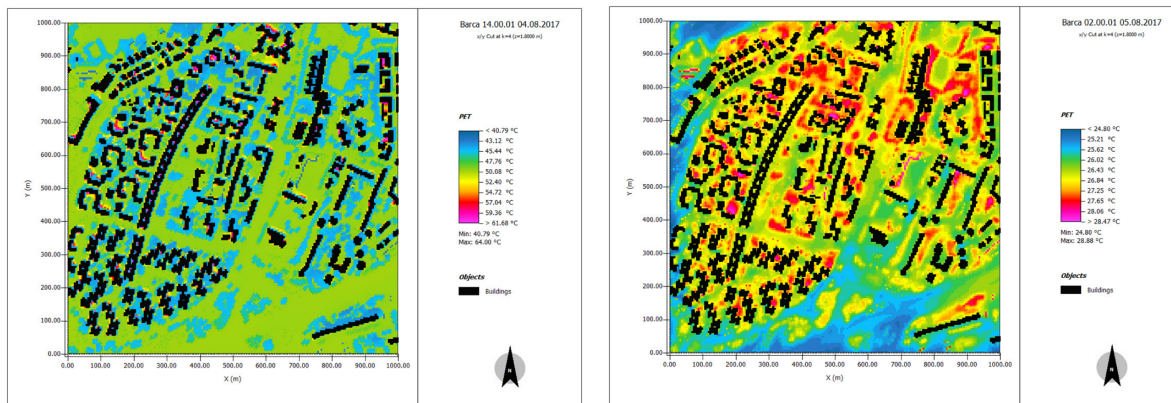 Barca 14.00.01 04.08.2017
x/y Cut at k=4 (z=1.8000 m)
1000.00
900.00
800.00
700.00
600.00
500.00
400.00
300.00
200.00
100.00
0.00
Y (m)
0.00 100.00 200.00 300.00 400.00 500.00 600.00 700.00 800.00 900.00 1000.00
X (m)
PET
< 40.79 °C
43.12 °C
45.44 °C
47.76 °C
50.08 °C
52.40 °C
54.72 °C
57.04 °C
59.36 °C
> 61.68 °C
Min: 40.79 °C
Max: 64.00 °C
Objects
Buildings
N
Barca 02.00.01 05.08.2017
x/y Cut at k=4 (z=1.8000 m)
1000.00
900.00
800.00
700.00
600.00
500.00
400.00
300.00
200.00
100.00
0.00
Y (m)
0.00 100.00 200.00 300.00 400.00 500.00 600.00 700.00 800.00 900.00 1000.00
X (m)
PET
< 24.80 °C
25.21 °C
25.62 °C
26.02 °C
26.43 °C
26.84 °C
27.25 °C
27.65 °C
28.06 °C
> 28.47 °C
Min: 24.80 °C
Max: 28.88 °C
Objects
Buildings
N